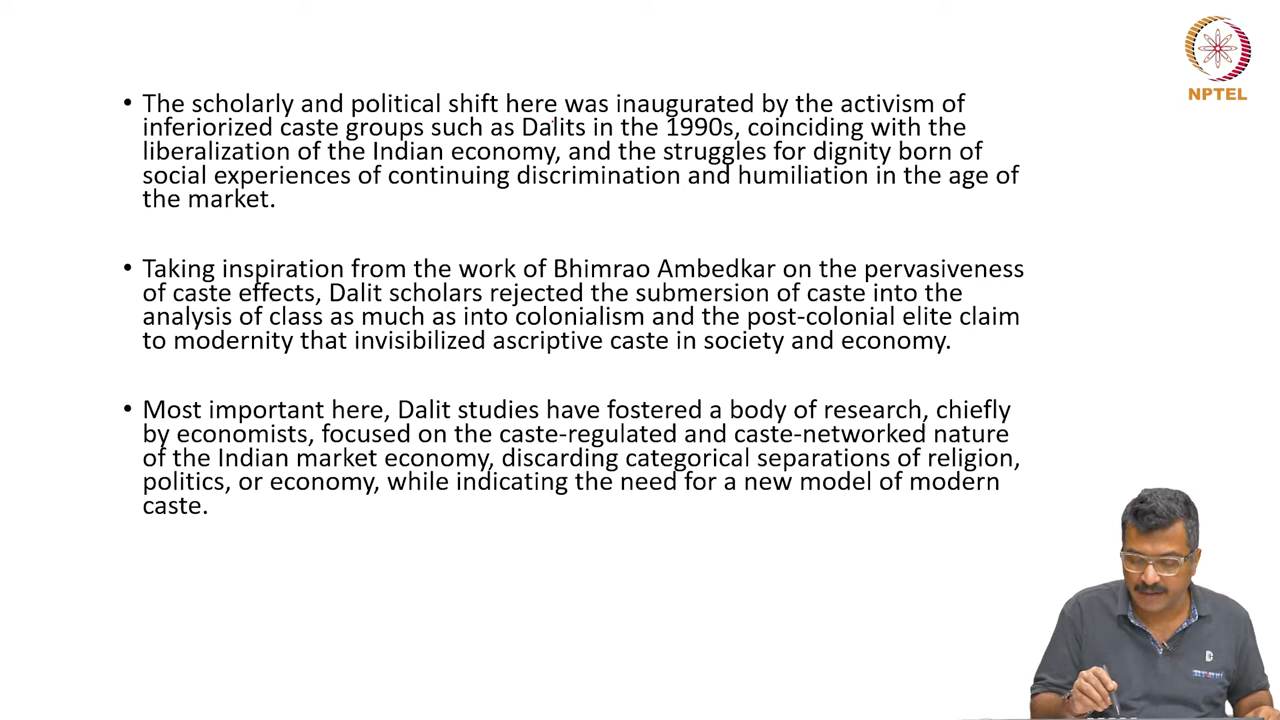 NPTEL
• The scholarly and political shift here was inaugurated by the activism of
inferiorized caste groups such as Dalits in the 1990s, coinciding with the
liberalization of the Indian economy, and the struggles for dignity born of
social experiences of continuing discrimination and humiliation in the age of
the market.
• Taking inspiration from the work of Bhimrao Ambedkar on the pervasiveness
of caste effects, Dalit scholars rejected the submersion of caste into the
analysis of class as much as into colonialism and the post-colonial elite claim
to modernity that invisibilized ascriptive caste in society and economy.
• Most important here, Dalit studies have fostered a body of research, chiefly
by economists, focused on the caste-regulated and caste-networked nature
of the Indian market economy, discarding categorical separations of religion,
politics, or economy, while indicating the need for a new model of modern
caste.